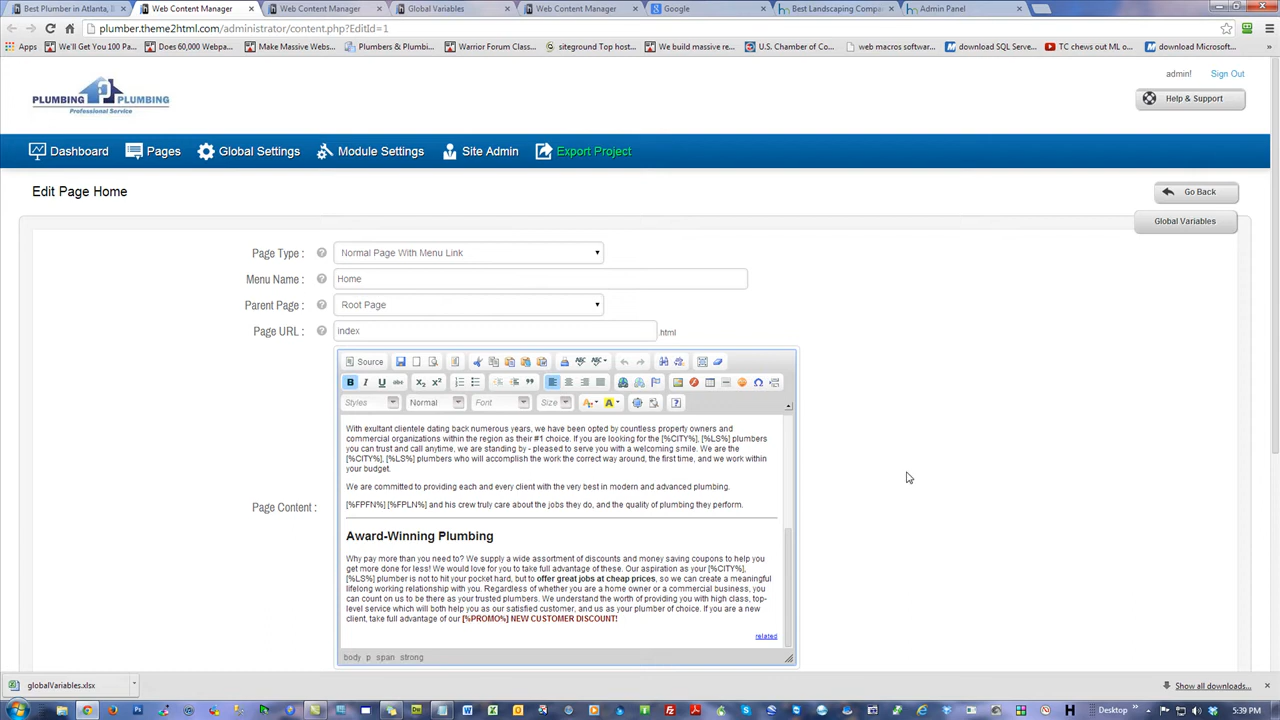 Best Plumber in Atlanta,
Web Content Manager
Web Content Manager
Global Variables
Web Content Manager
Google
Best Landscaping Compa
Admin Panel
plumber.theme2html.com/administrator/content.php?EditId=1
Apps
We'll Get You 100 Pa...
Does 60,000 Webpa...
Make Massive Webs...
Plumbers & Plumbi...
Warrior Forum Class...
siteground Top host...
We build massive re...
U.S. Chamber of Co...
web macros softwar...
download SQL Serve...
TC chews out ML o...
download Microsoft...
PLUMBING PLUMBING
Professional Service
admin!
Sign Out
Help & Support
Dashboard
Pages
Global Settings
Module Settings
Site Admin
Export Project
Edit Page Home
Go Back
Global Variables
Page Type :
Normal Page With Menu Link
Menu Name :
Home
Parent Page :
Root Page
Page URL :
index
.html
Source
Styles
Normal
Font
Size
Page Content :
With exultant clientele dating back numerous years, we have been opted by countless property owners and
commercial organizations within the region as their #1 choice. If you are looking for the [%CITY%], [%LS%] plumbers
you can trust and call anytime, we are standing by - pleased to serve you with a welcoming smile. We are the
[%CITY%], [%LS%] plumbers who will accomplish the work the correct way around, the first time, and we work within
your budget.
We are committed to providing each and every client with the very best in modern and advanced plumbing.
[%FPFN%] [%FPLN%] and his crew truly care about the jobs they do, and the quality of plumbing they perform.
Award-Winning Plumbing
Why pay more than you need to? We supply a wide assortment of discounts and money saving coupons to help you
get more done for less! We would love for you to take full advantage of these. Our aspiration as your [%CITY%],
[%LS%] plumber is not to hit your pocket hard, but to offer great jobs at cheap prices, so we can create a meaningful
lifelong working relationship with you. Regardless of whether you are a home owner or a commercial business, you
can count on us to be there as your trusted plumbers. We understand the worth of providing you with high class, top-
level service which will both help you as our satisfied customer, and us as your plumber of choice. If you are a new
client, take full advantage of our [%PROMO%] NEW CUSTOMER DISCOUNT!
related
body p span strong
globalVariables.xlsx
Show all downloads...
Desktop
5:39 PM